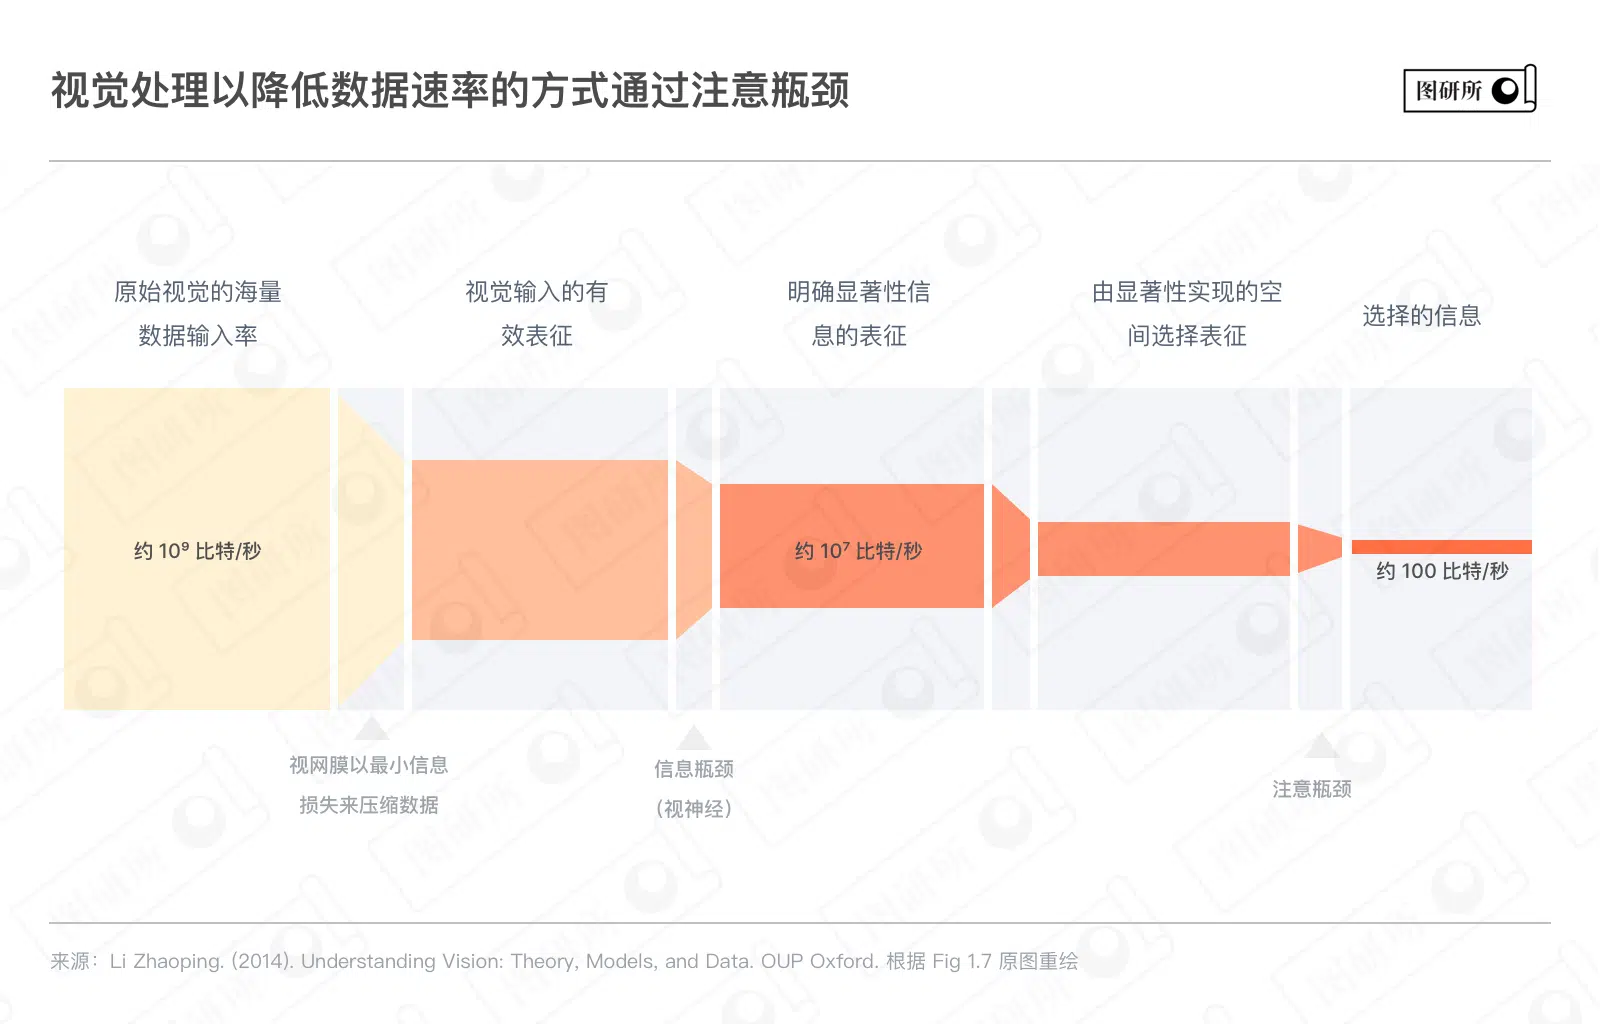 视觉处理以降低数据速率的方式通过注意瓶颈
图研所
原始视觉的海量
数据输入率
视觉输入的有
效表征
明确显著性信
息的表征
由显著性实现的空
间选择表征
选择的信息
约 10⁹ 比特/秒
约 10⁷ 比特/秒
约 100 比特/秒
视网膜以最小信息
损失来压缩数据
信息瓶颈
（视神经）
注意瓶颈
来源：Li Zhaoping. (2014). Understanding Vision: Theory, Models, and Data. OUP Oxford. 根据 Fig 1.7 原图重绘